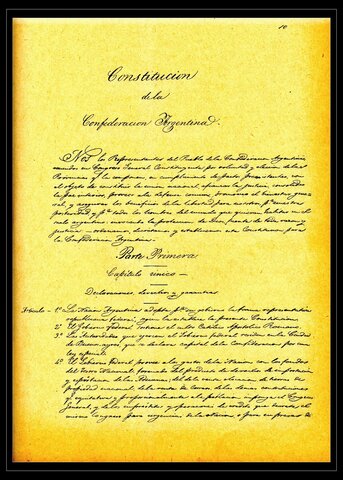 10
Constitucion
de la
Confederacion Argentina.
Nos los Representantes del Pueblo de la Confederacion Argentina
reunidos en Congreso General Constituyente por voluntad y eleccion de las
Provincias que la componen, en cumplimiento de pactos preexistentes, con
el objeto de constituir la union nacional, afianzar la justicia, consolidar
la paz interior, proveer a la defensa comun, promover el bienestar gene-
ral, y asegurar los beneficios de la libertad para nosotros, pª nuestra
posteridad y pª todos los hombres del mundo que quieran habitar en el
suelo argentino: invocando la proteccion de Dios, fuente de toda razon y
justicia: ordenamos, decretamos y establecemos esta Constitucion para
la Confederacion Argentina.
Parte Primera
Capitulo unico
Declaraciones, derechos y garantias
Articulo 1º La Nacion Argentina adopta pª su gobierno la forma representativa
republicana federal, segun la establece la presente Constitucion.
2º El Gobierno Federal sostiene el culto Catolico Apostolico Romano.
3º Las Autoridades que ejercen el Gobierno federal residen en la Ciudad
de Buenos Ayres, que se declara capital de la Confederacion por una
ley especial.
4º El Gobierno Federal provee a los gastos de la Nacion con los fondos
del Tesoro Nacional, formado del producto de derechos de importacion
y esportacion de las Aduanas, del de la venta de tierras de
propiedad nacional, de la renta de Correos, de las demas contribuciones
q. equitativa y proporcionalmente a la poblacion imponga el Congreso
General, y de los emprestitos y operaciones de credito que decrete el
mismo Congreso para urgencias de la Nacion o para empresas de